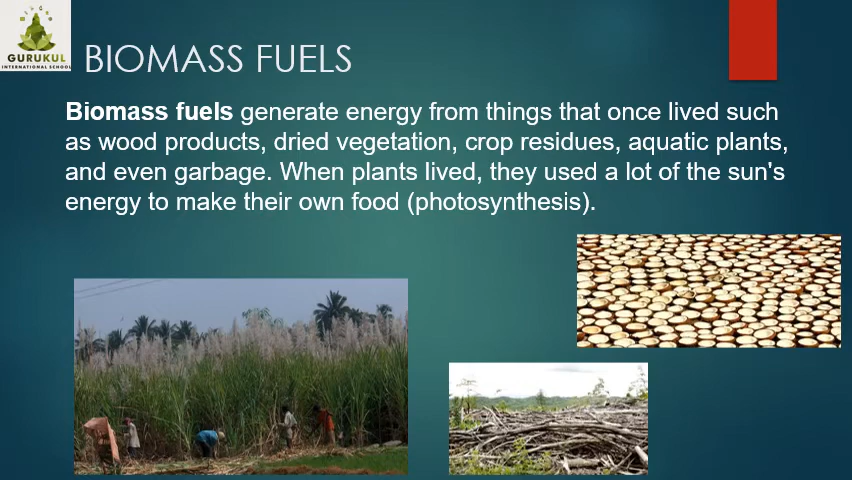 GURUKUL
INTERNATIONAL SCHOOL
BIOMASS FUELS
Biomass fuels generate energy from things that once lived such
as wood products, dried vegetation, crop residues, aquatic plants,
and even garbage. When plants lived, they used a lot of the sun's
energy to make their own food (photosynthesis).